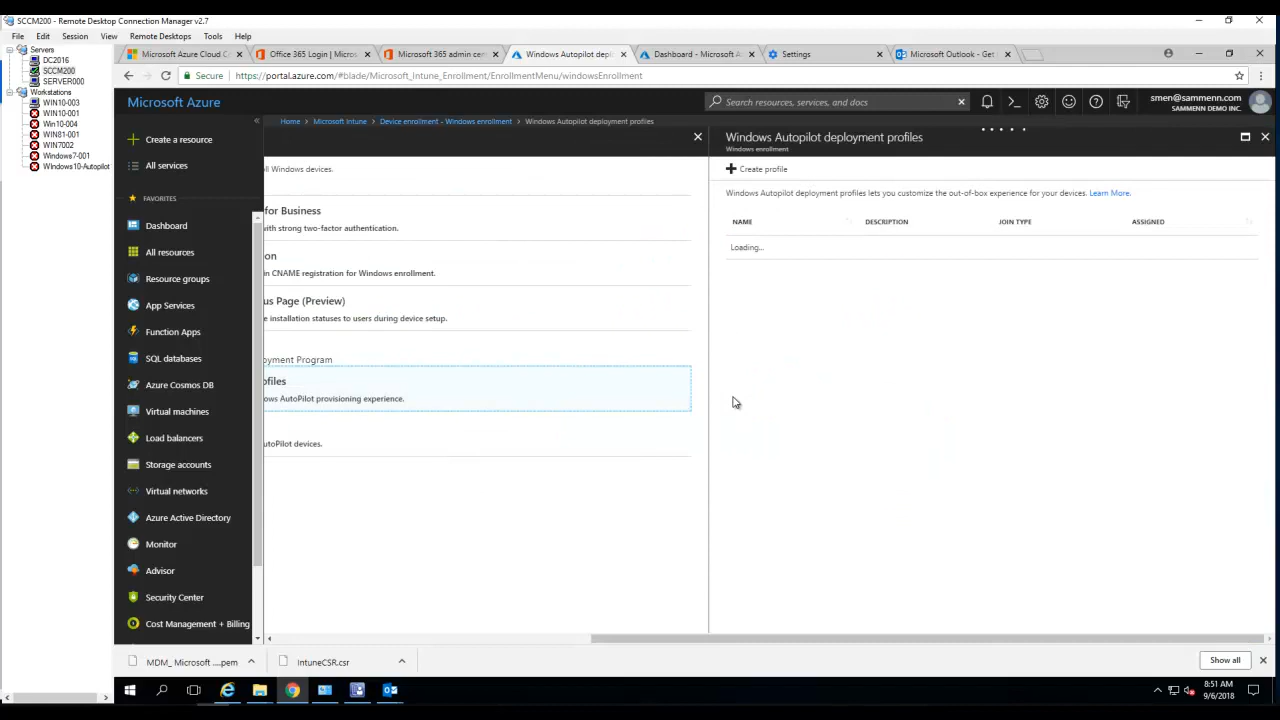 SCCM200 - Remote Desktop Connection Manager v2.7
File Edit Session View Remote Desktops Tools Help
Servers
DC2016
SCCM200
SERVER000
Workstations
WIN10-003
WIN10-001
Win10-004
WIN81-001
WIN7002
Windows7-001
Windows10-Autopilot
Microsoft Azure Cloud C
Office 365 Login | Micros
Microsoft 365 admin cen
Windows Autopilot depl
Dashboard - Microsoft A
Settings
Microsoft Outlook - Get
Secure https://portal.azure.com/#blade/Microsoft_Intune_Enrollment/EnrollmentMenu/windowsEnrollment
Microsoft Azure
Search resources, services, and docs
smen@sammenn.com
SAMMENN DEMO INC.
Home > Microsoft Intune > Device enrollment - Windows enrollment > Windows Autopilot deployment profiles
Create a resource
All services
FAVORITES
Dashboard
All resources
Resource groups
App Services
Function Apps
SQL databases
Azure Cosmos DB
Virtual machines
Load balancers
Storage accounts
Virtual networks
Azure Active Directory
Monitor
Advisor
Security Center
Cost Management + Billing
ll Windows devices.
for Business
with strong two-factor authentication.
on
in CNAME registration for Windows enrollment.
us Page (Preview)
e installation statuses to users during device setup.
oyment Program
ofiles
ows AutoPilot provisioning experience.
utoPilot devices.
Windows Autopilot deployment profiles
Windows enrollment
Create profile
Windows Autopilot deployment profiles lets you customize the out-of-box experience for your devices. Learn More.
NAME DESCRIPTION JOIN TYPE ASSIGNED
Loading...
MDM_ Microsoft ....pem
IntuneCSR.csr
Show all
8:51 AM
9/6/2018